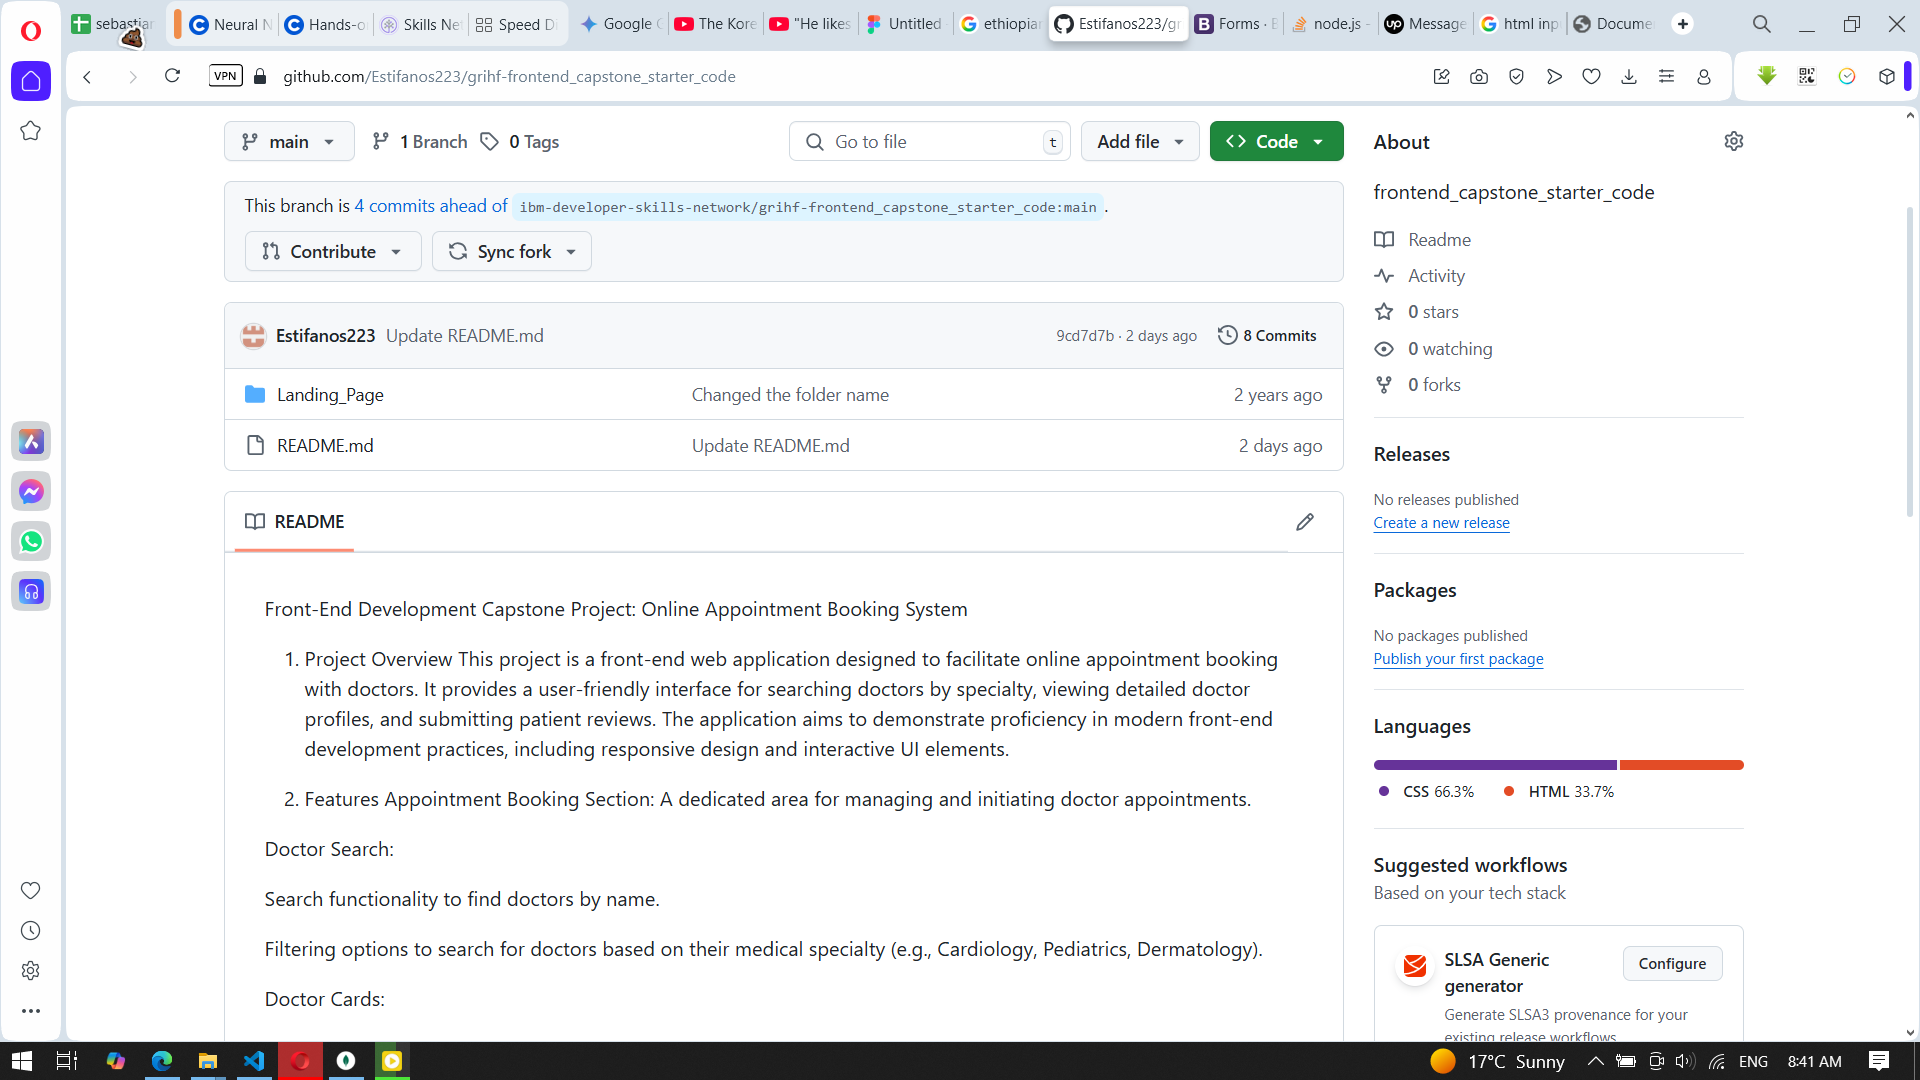 sebastian
Neural N
Hands-o
Skills Net
Speed Di
Google
The Kore
"He likes
Untitled
ethiopian
Estifanos223/gr
Forms · B
node.js -
Message
html inp
Docume
VPN
github.com/Estifanos223/grihf-frontend_capstone_starter_code
main
1 Branch
0 Tags
Go to file
t
Add file
Code
This branch is 4 commits ahead of ibm-developer-skills-network/grihf-frontend_capstone_starter_code:main .
Contribute
Sync fork
Estifanos223 Update README.md
9cd7d7b · 2 days ago
8 Commits
Landing_Page
Changed the folder name
2 years ago
README.md
Update README.md
2 days ago
README
Front-End Development Capstone Project: Online Appointment Booking System
1. Project Overview This project is a front-end web application designed to facilitate online appointment booking
with doctors. It provides a user-friendly interface for searching doctors by specialty, viewing detailed doctor
profiles, and submitting patient reviews. The application aims to demonstrate proficiency in modern front-end
development practices, including responsive design and interactive UI elements.
2. Features Appointment Booking Section: A dedicated area for managing and initiating doctor appointments.
Doctor Search:
Search functionality to find doctors by name.
Filtering options to search for doctors based on their medical specialty (e.g., Cardiology, Pediatrics, Dermatology).
Doctor Cards:
About
frontend_capstone_starter_code
Readme
Activity
0 stars
0 watching
0 forks
Releases
No releases published
Create a new release
Packages
No packages published
Publish your first package
Languages
CSS 66.3%
HTML 33.7%
Suggested workflows
Based on your tech stack
SLSA Generic
generator
Configure
Generate SLSA3 provenance for your
existing release workflows
17°C Sunny
ENG
8:41 AM